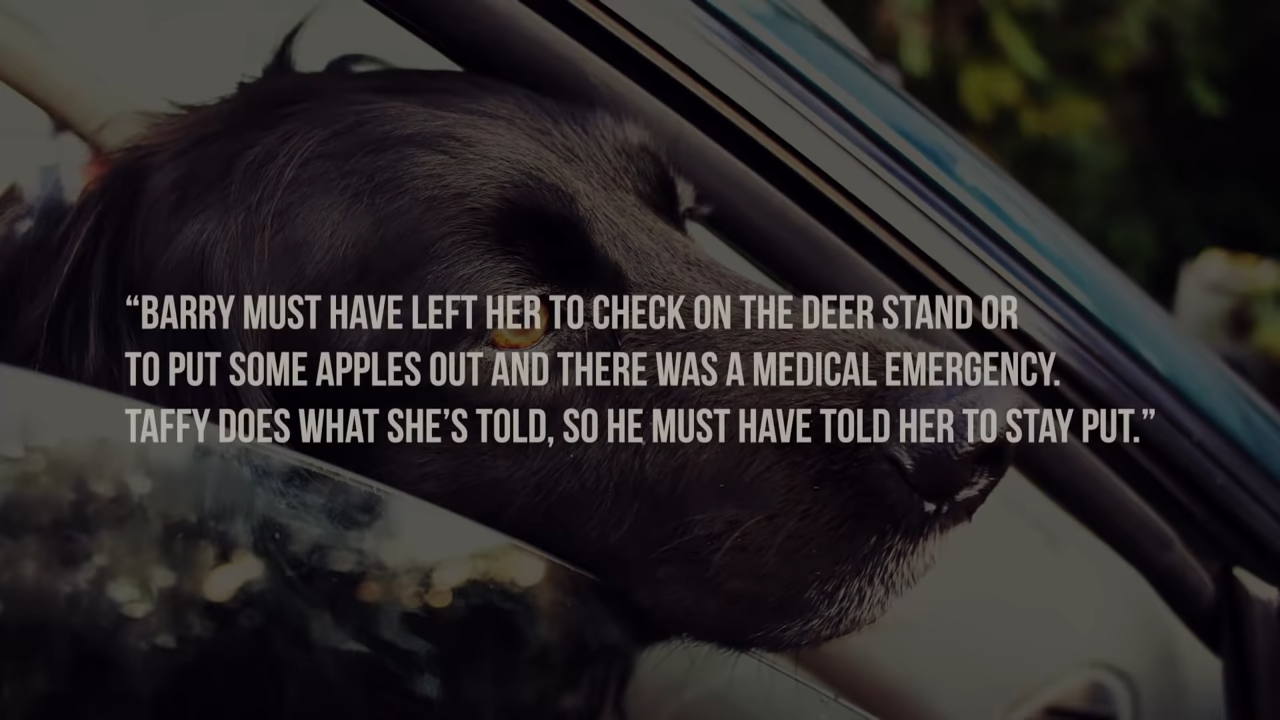 “BARRY MUST HAVE LEFT HER TO CHECK ON THE DEER STAND OR
TO PUT SOME APPLES OUT AND THERE WAS A MEDICAL EMERGENCY.
TAFFY DOES WHAT SHE’S TOLD, SO HE MUST HAVE TOLD HER TO STAY PUT.”